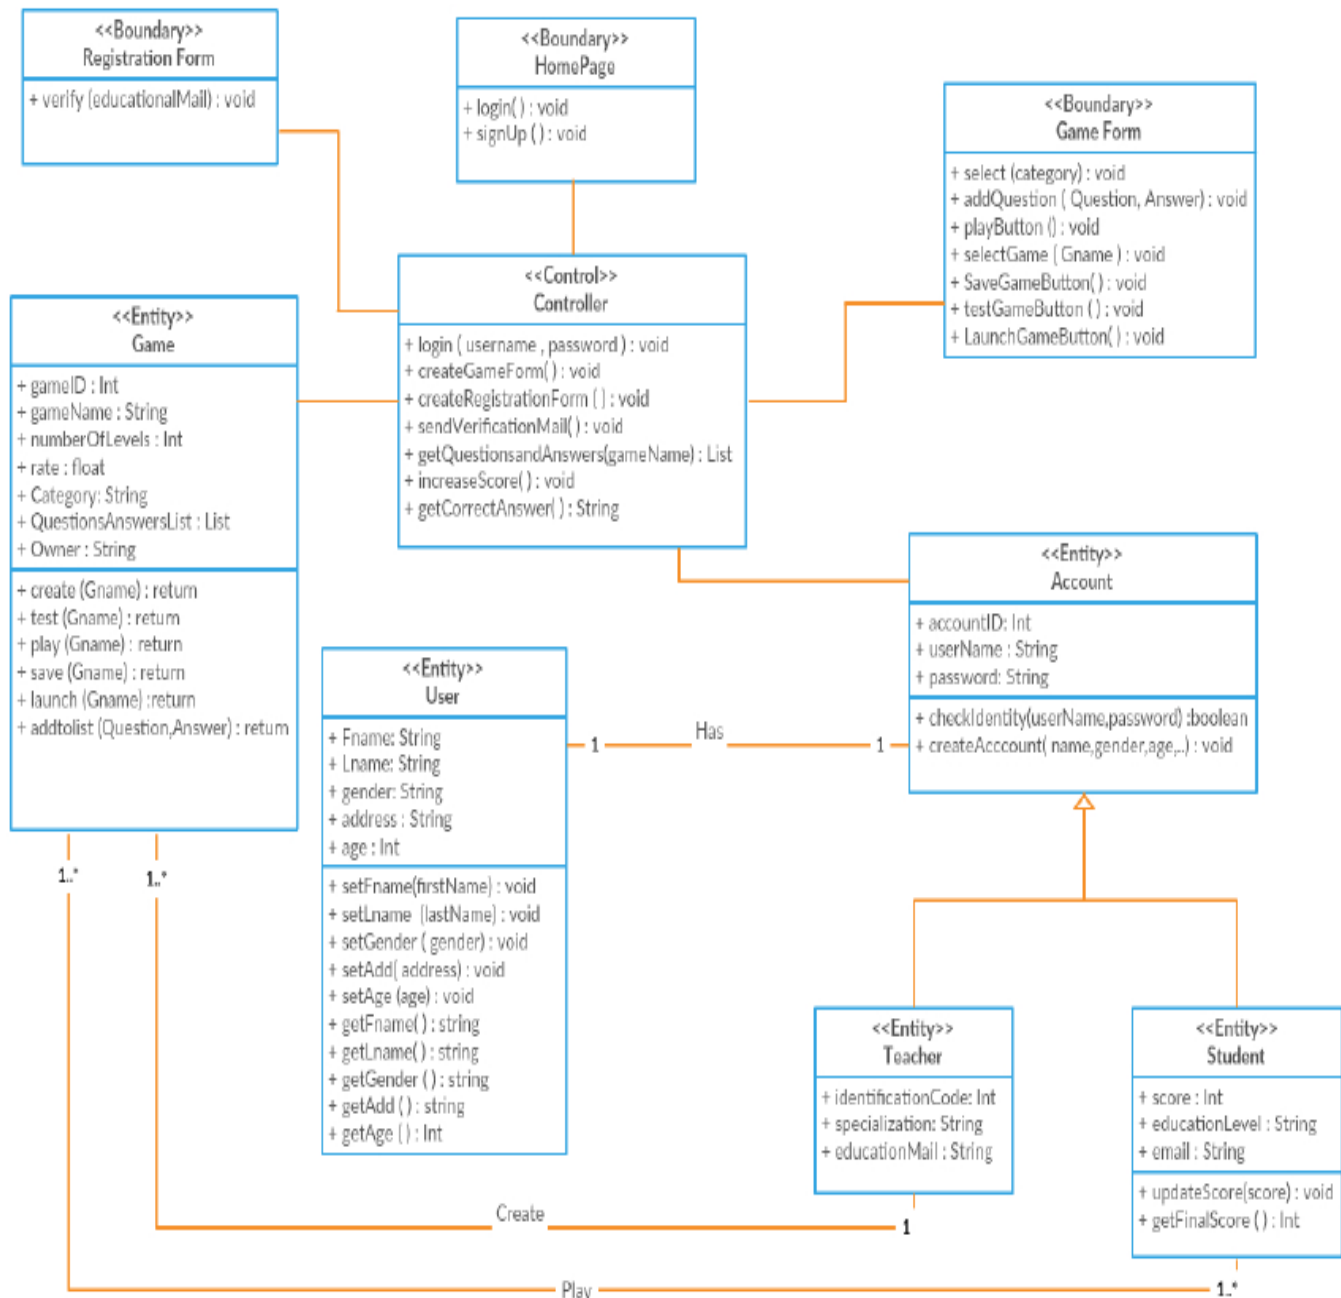 <<Boundary>>
Registration Form
+ verify (educationalMail) : void
<<Boundary>>
HomePage
+ login( ) : void
+ signUp ( ) : void
<<Boundary>>
Game Form
+ select (category) : void
+ addQuestion ( Question, Answer) : void
+ playButton () : void
+ selectGame ( Gname ) : void
+ SaveGameButton( ) : void
+ testGameButton ( ) : void
+ LaunchGameButton( ) : void
<<Control>>
Controller
+ login ( username , password ) : void
+ createGameForm( ) : void
+ createRegistrationForm ( ) : void
+ sendVerificationMail( ) : void
+ getQuestionsandAnswers(gameName) : List
+ increaseScore( ) : void
+ getCorrectAnswer( ) : String
<<Entity>>
Game
+ gameID : Int
+ gameName : String
+ numberOfLevels : Int
+ rate : float
+ Category: String
+ QuestionsAnswersList : List
+ Owner : String
+ create (Gname) : return
+ test (Gname) : return
+ play (Gname) : return
+ save (Gname) : return
+ launch (Gname) :return
+ addtolist (Question,Answer) : return
<<Entity>>
Account
+ accountID: Int
+ userName : String
+ password: String
+ checkIdentity(userName,password) :boolean
+ createAcccount( name,gender,age,..) : void
<<Entity>>
User
+ Fname: String
+ Lname: String
+ gender: String
+ address : String
+ age : Int
+ setFname(firstName) : void
+ setLname (lastName) : void
+ setGender ( gender) : void
+ setAdd( address) : void
+ setAge (age) : void
+ getFname( ) : string
+ getLname( ) : string
+ getGender ( ) : string
+ getAdd ( ) : string
+ getAge ( ) : Int
1
Has
1
1..*
1..*
<<Entity>>
Teacher
+ identificationCode: Int
+ specialization: String
+ educationMail : String
<<Entity>>
Student
+ score : Int
+ educationLevel : String
+ email : String
+ updateScore(score) : void
+ getFinalScore ( ) : Int
Create
1
Play
1..*